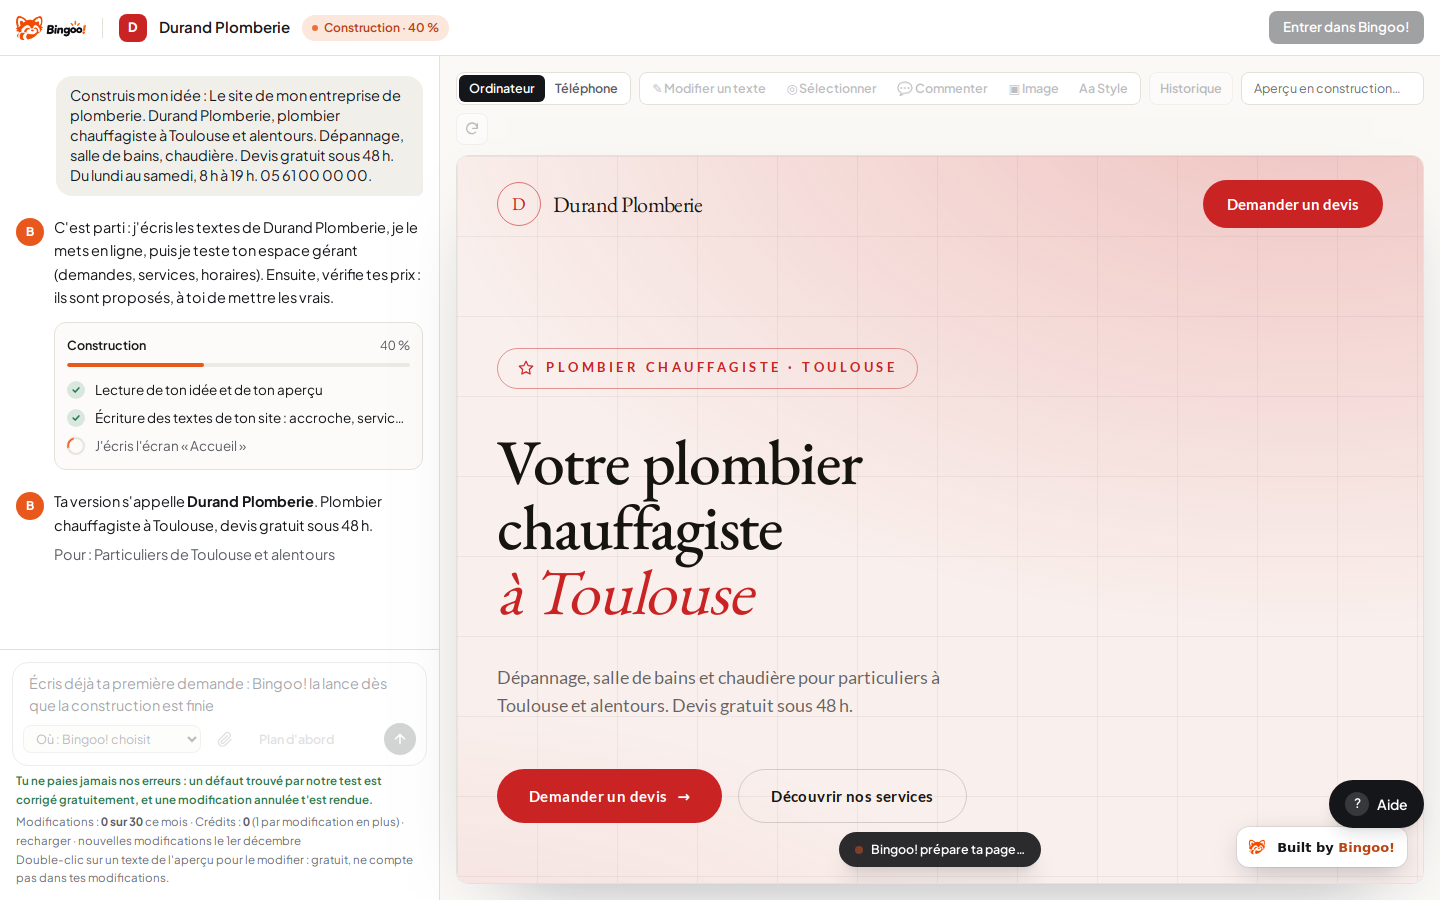 Bingoo!
D
Durand Plomberie
Construction · 40 %
Entrer dans Bingoo!
Construis mon idée : Le site de mon entreprise de
plomberie. Durand Plomberie, plombier
chauffagiste à Toulouse et alentours. Dépannage,
salle de bains, chaudière. Devis gratuit sous 48 h.
Du lundi au samedi, 8 h à 19 h. 05 61 00 00 00.
B
C'est parti : j'écris les textes de Durand Plomberie, je le
mets en ligne, puis je teste ton espace gérant
(demandes, services, horaires). Ensuite, vérifie tes prix :
ils sont proposés, à toi de mettre les vrais.
Construction
40 %
Lecture de ton idée et de ton aperçu
Écriture des textes de ton site : accroche, servic...
J'écris l'écran « Accueil »
B
Ta version s'appelle Durand Plomberie. Plombier
chauffagiste à Toulouse, devis gratuit sous 48 h.
Pour : Particuliers de Toulouse et alentours
Écris déjà ta première demande : Bingoo! la lance dès
que la construction est finie
Où : Bingoo! choisit
Plan d'abord
Tu ne paies jamais nos erreurs : un défaut trouvé par notre test est
corrigé gratuitement, et une modification annulée t'est rendue.
Modifications : 0 sur 30 ce mois · Crédits : 0 (1 par modification en plus) ·
recharger · nouvelles modifications le 1er décembre
Double-clic sur un texte de l'aperçu pour le modifier : gratuit, ne compte
pas dans tes modifications.
Ordinateur
Téléphone
Modifier un texte
Sélectionner
Commenter
Image
Aa Style
Historique
Aperçu en construction...
D
Durand Plomberie
Demander un devis
PLOMBIER CHAUFFAGISTE · TOULOUSE
Votre plombier
chauffagiste
à Toulouse
Dépannage, salle de bains et chaudière pour particuliers à
Toulouse et alentours. Devis gratuit sous 48 h.
Demander un devis →
Découvrir nos services
Bingoo! prépare ta page...
? Aide
Built by Bingoo!